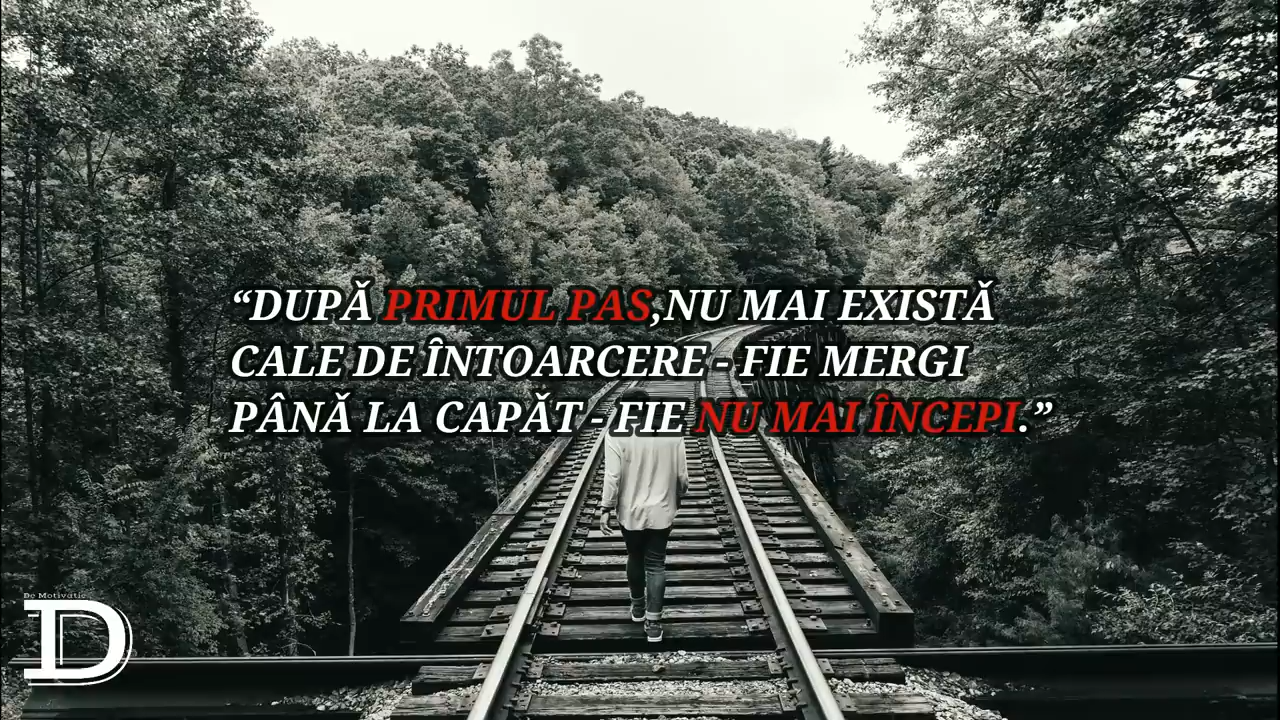 “DUPĂ PRIMUL PAS,NU MAI EXISTĂ
CALE DE ÎNTOARCERE - FIE MERGI
PÂNĂ LA CAPĂT - FIE NU MAI ÎNCEPI.”
De Motivatie
D